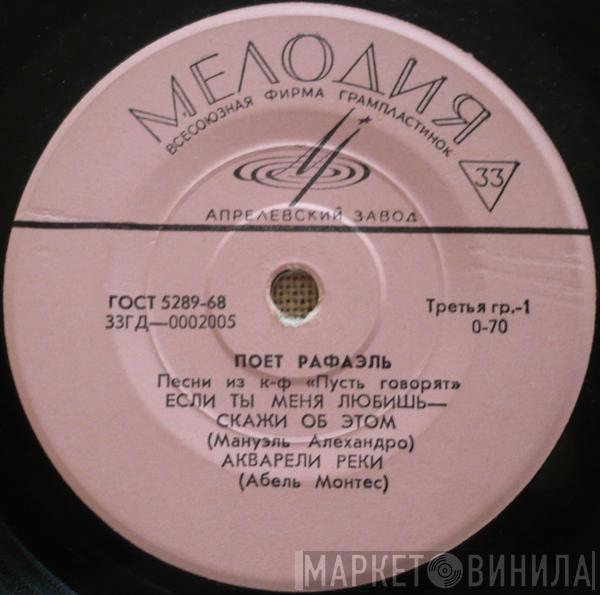 МЕЛОДИЯ
ВСЕСОЮЗНАЯ ФИРМА ГРАМПЛАСТИНОК
33
АПРЕЛЕВСКИЙ ЗАВОД
ГОСТ 5289-68
33ГД—0002005
Третья гр.-1
0-70
ПОЕТ РАФАЭЛЬ
Песни из к-ф «Пусть говорят»
ЕСЛИ ТЫ МЕНЯ ЛЮБИШЬ—
СКАЖИ ОБ ЭТОМ
(Мануэль Алехандро)
АКВАРЕЛИ РЕКИ
(Абель Монтес)
МАРКЕТ ВИНИЛА